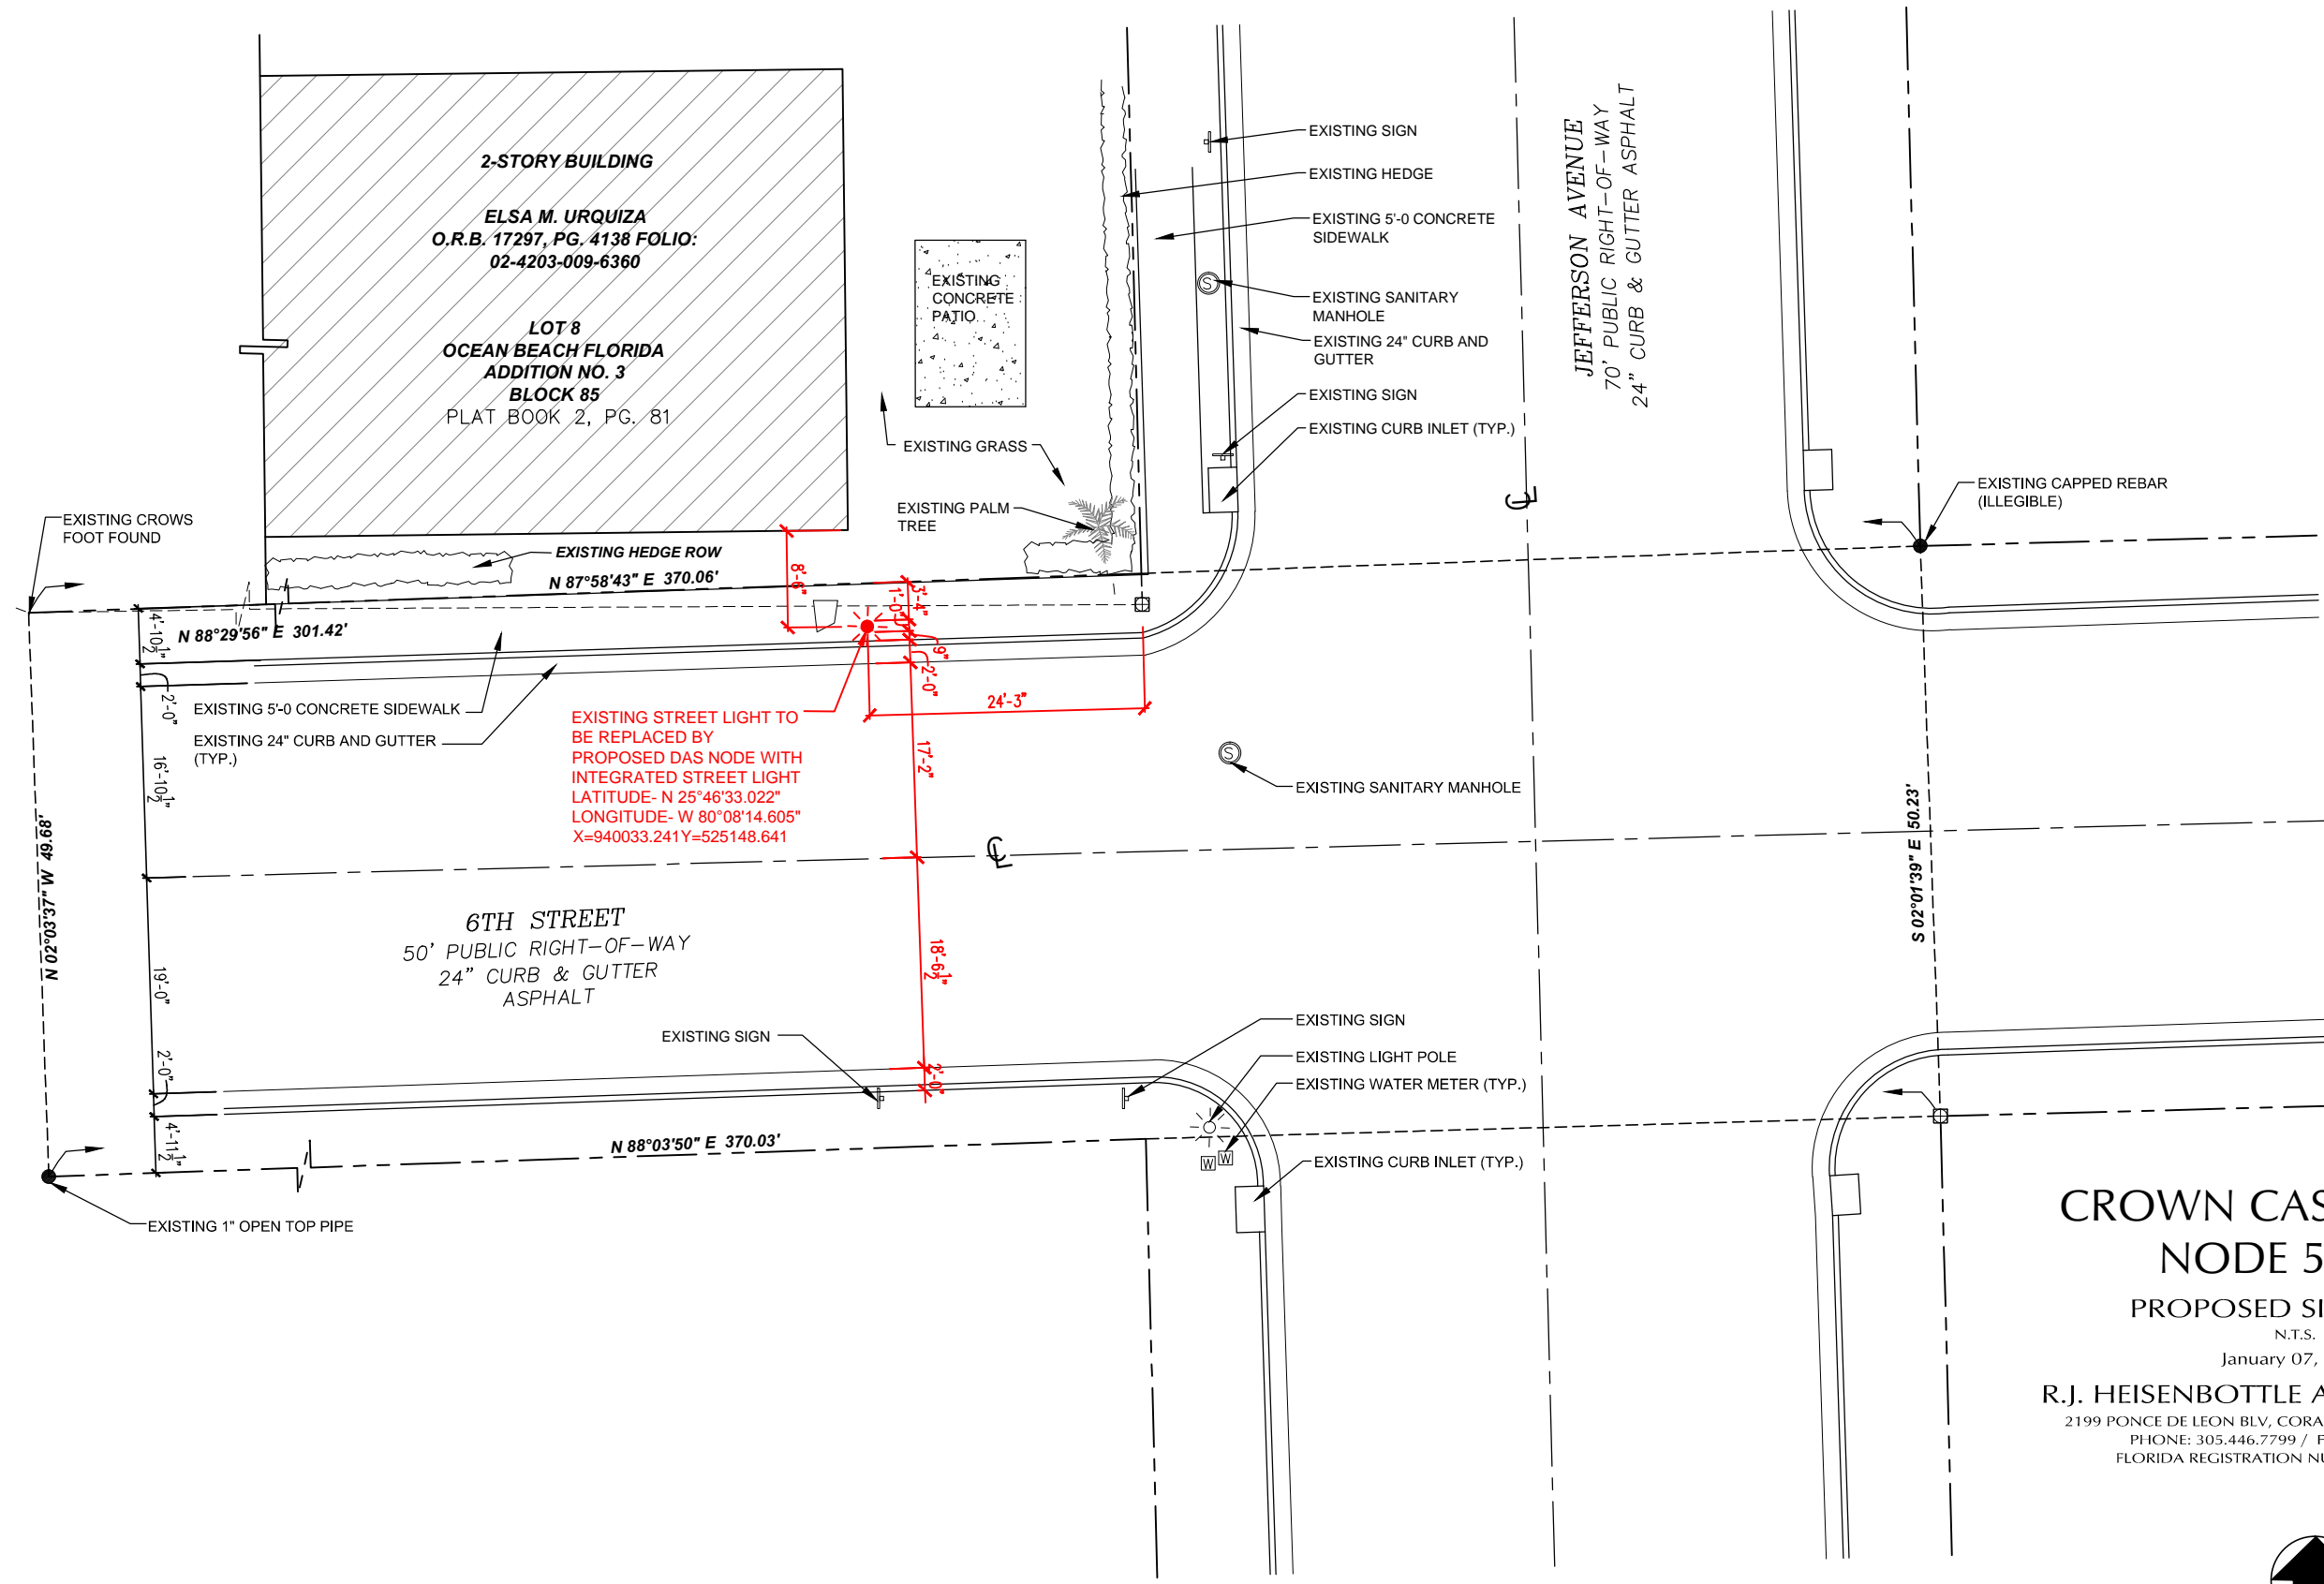 2-STORY BUILDING
ELSA M. URQUIZA
O.R.B. 17297, PG. 4138 FOLIO:
02-4203-009-6360
LOT 8
OCEAN BEACH FLORIDA
ADDITION NO. 3
BLOCK 85
PLAT BOOK 2, PG. 81
EXISTING
CONCRETE
PATIO
EXISTING SIGN
EXISTING HEDGE
EXISTING 5'-0 CONCRETE
SIDEWALK
EXISTING SANITARY
MANHOLE
EXISTING 24" CURB AND
GUTTER
EXISTING SIGN
EXISTING CURB INLET (TYP.)
S
JEFFERSON AVENUE
70' PUBLIC RIGHT-OF-WAY
24" CURB & GUTTER ASPHALT
EXISTING GRASS
EXISTING PALM
TREE
EXISTING CAPPED REBAR
(ILLEGIBLE)
EXISTING CROWS
FOOT FOUND
EXISTING HEDGE ROW
N 87°58'43" E 370.06'
N 88°29'56" E 301.42'
8'-6"
3'-4"
1'-0"
9"
2'-0"
24'-3"
17'-2"
18'-6½"
2'-0"
4'-10½"
2'-0"
16'-10½"
19'-0"
2'-0"
4'-11½"
EXISTING 5'-0 CONCRETE SIDEWALK
EXISTING 24" CURB AND GUTTER
(TYP.)
EXISTING STREET LIGHT TO
BE REPLACED BY
PROPOSED DAS NODE WITH
INTEGRATED STREET LIGHT
LATITUDE- N 25°46'33.022"
LONGITUDE- W 80°08'14.605"
X=940033.241Y=525148.641
S
EXISTING SANITARY MANHOLE
N 02°03'37" W 49.68'
S 02°01'39" E 50.23'
6TH STREET
50' PUBLIC RIGHT-OF-WAY
24" CURB & GUTTER
ASPHALT
EXISTING SIGN
EXISTING SIGN
EXISTING LIGHT POLE
EXISTING WATER METER (TYP.)
W W
N 88°03'50" E 370.03'
EXISTING CURB INLET (TYP.)
EXISTING 1" OPEN TOP PIPE
CROWN CAS
NODE 5
PROPOSED SI
N.T.S.
January 07,
R.J. HEISENBOTTLE A
2199 PONCE DE LEON BLV, CORA
PHONE: 305.446.7799 / F
FLORIDA REGISTRATION NU